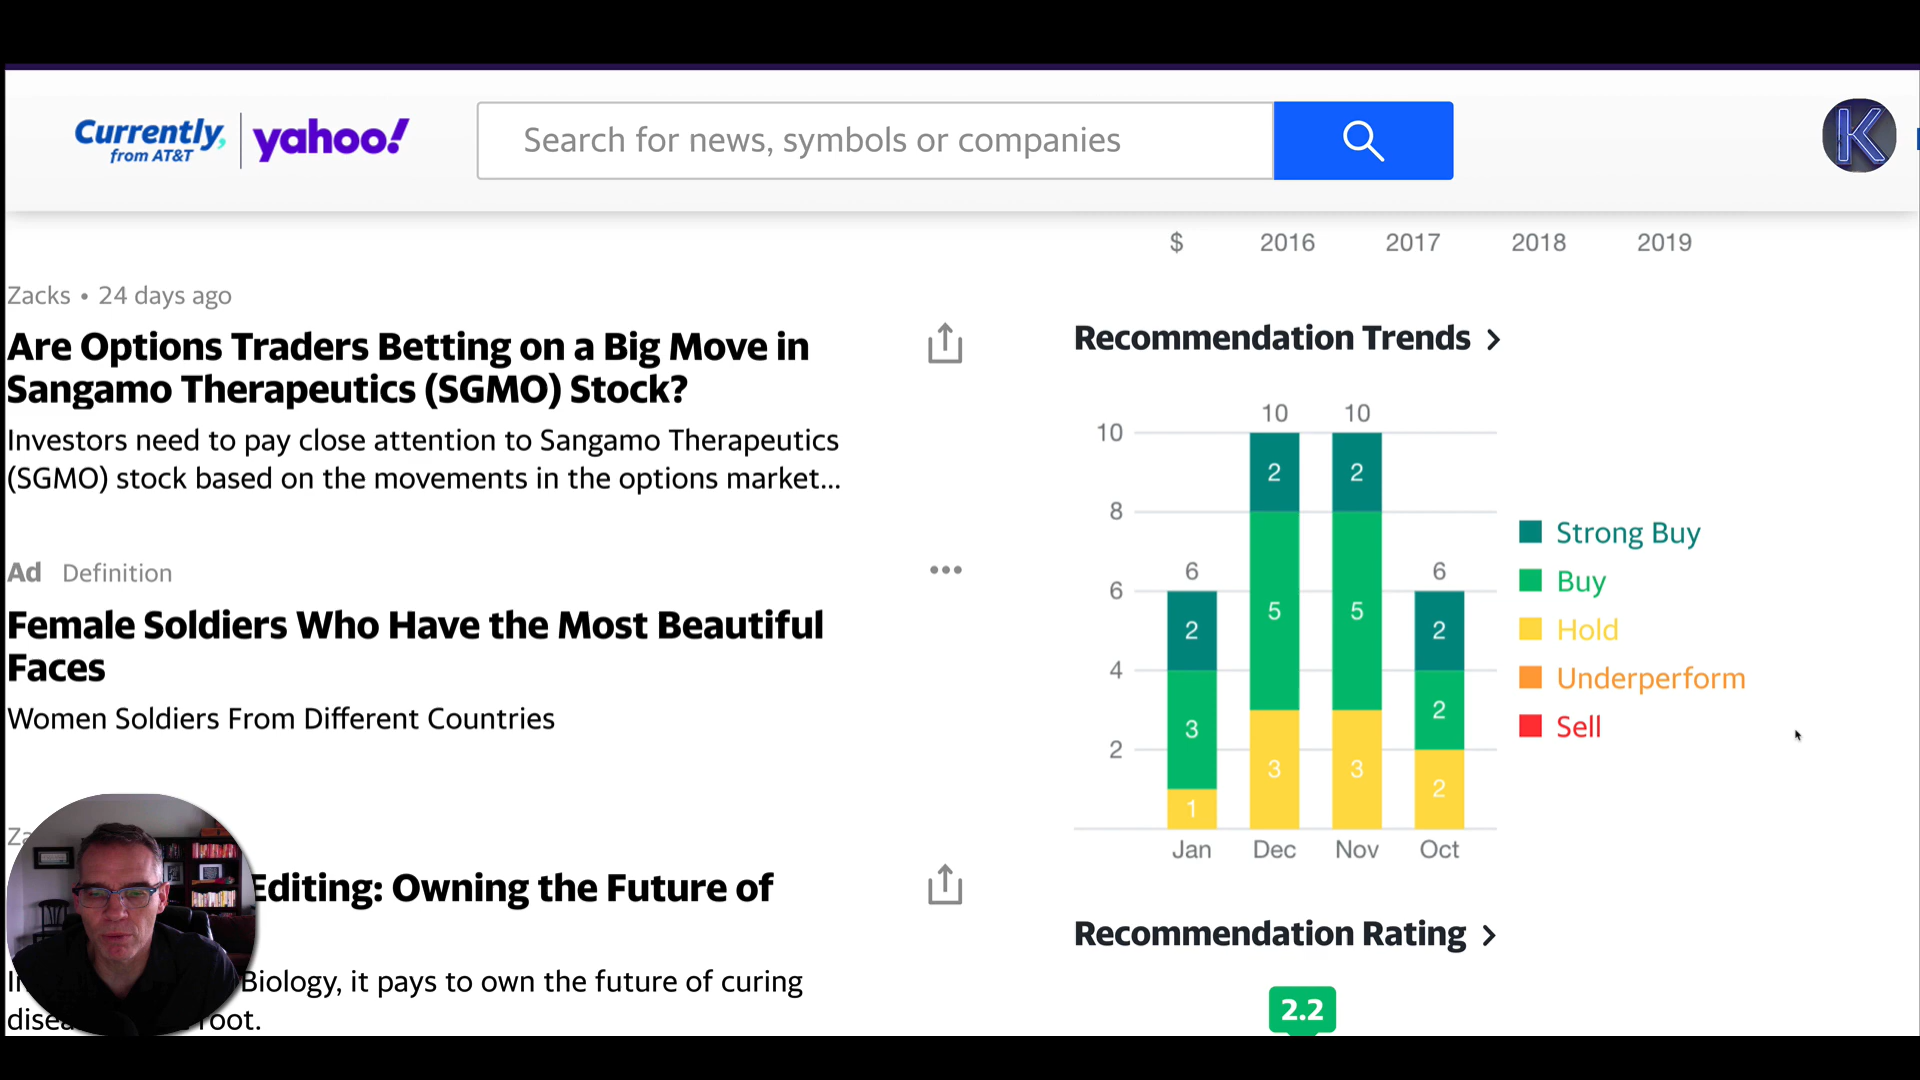 Currently,
from AT&T
yahoo!
Search for news, symbols or companies
K
$ 2016 2017 2018 2019
Zacks • 24 days ago
Are Options Traders Betting on a Big Move in
Sangamo Therapeutics (SGMO) Stock?
Investors need to pay close attention to Sangamo Therapeutics
(SGMO) stock based on the movements in the options market...
Ad Definition
Female Soldiers Who Have the Most Beautiful
Faces
Women Soldiers From Different Countries
Editing: Owning the Future of
Biology, it pays to own the future of curing
Recommendation Trends >
10 10
10
2 2
8
6 6
6
2 5 5 2
4
3 2
2
1 3 3 2
Jan Dec Nov Oct
Strong Buy
Buy
Hold
Underperform
Sell
Recommendation Rating >
2.2